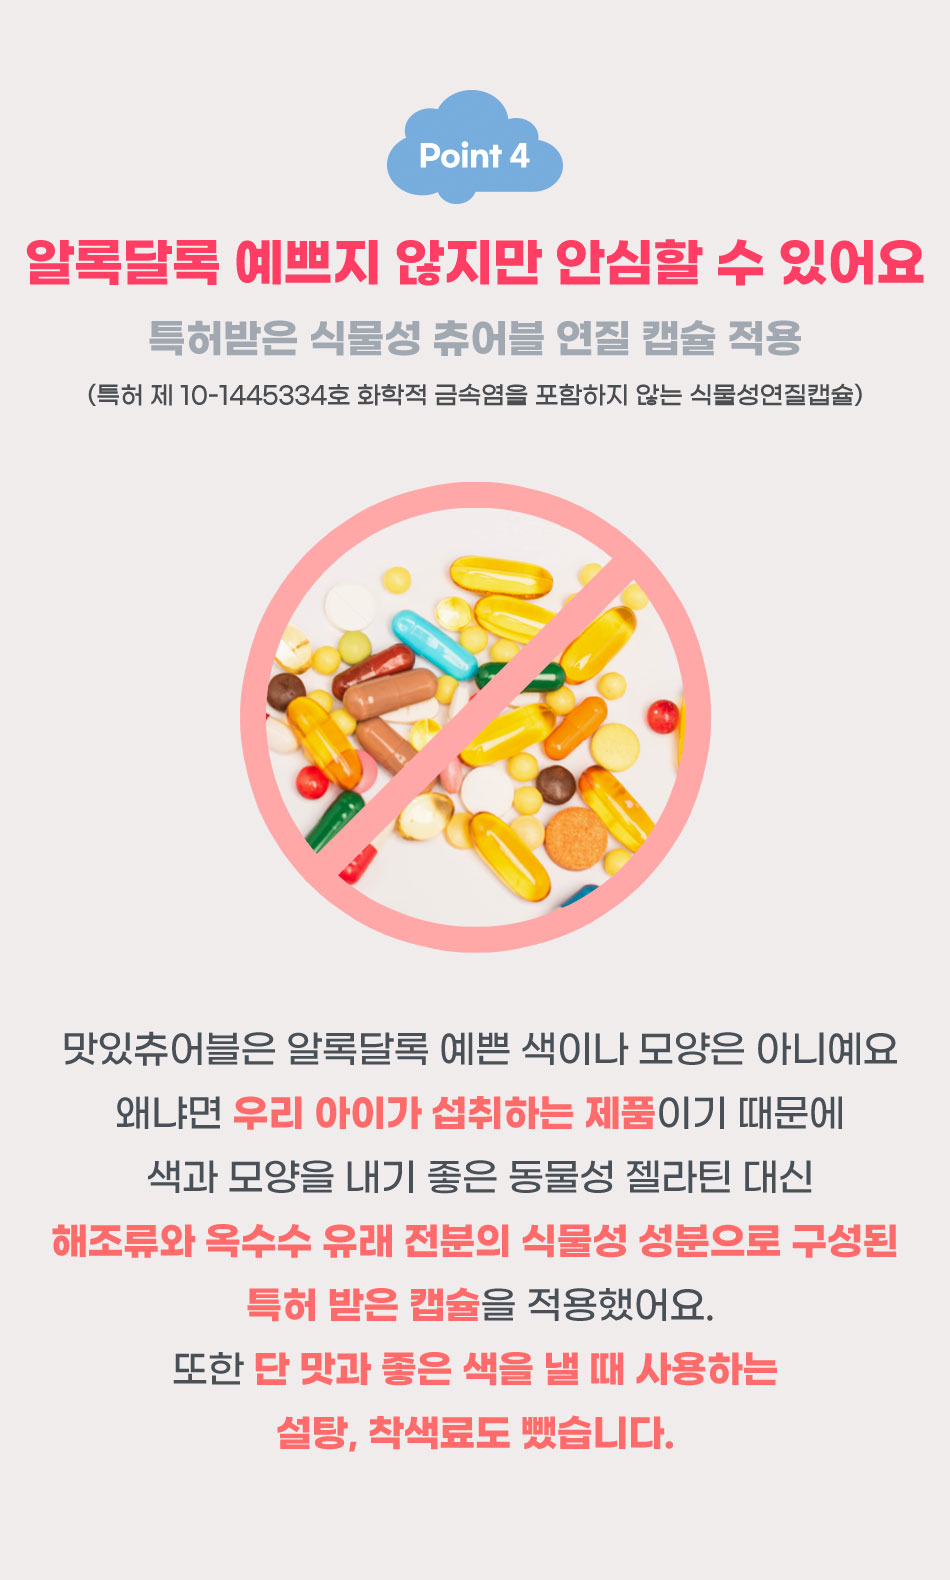 Point 4
알록달록 예쁘지 않지만 안심할 수 있어요
특허받은 식물성 츄어블 연질 캡슐 적용
(특허 제 10-1445334호 화학적 금속염을 포함하지 않는 식물성연질캡슐)
맛있츄어블은 알록달록 예쁜 색이나 모양은 아니예요
왜냐면 우리 아이가 섭취하는 제품이기 때문에
색과 모양을 내기 좋은 동물성 젤라틴 대신
해조류와 옥수수 유래 전분의 식물성 성분으로 구성된
특허 받은 캡슐을 적용했어요.
또한 단 맛과 좋은 색을 낼 때 사용하는
설탕, 착색료도 뺐습니다.